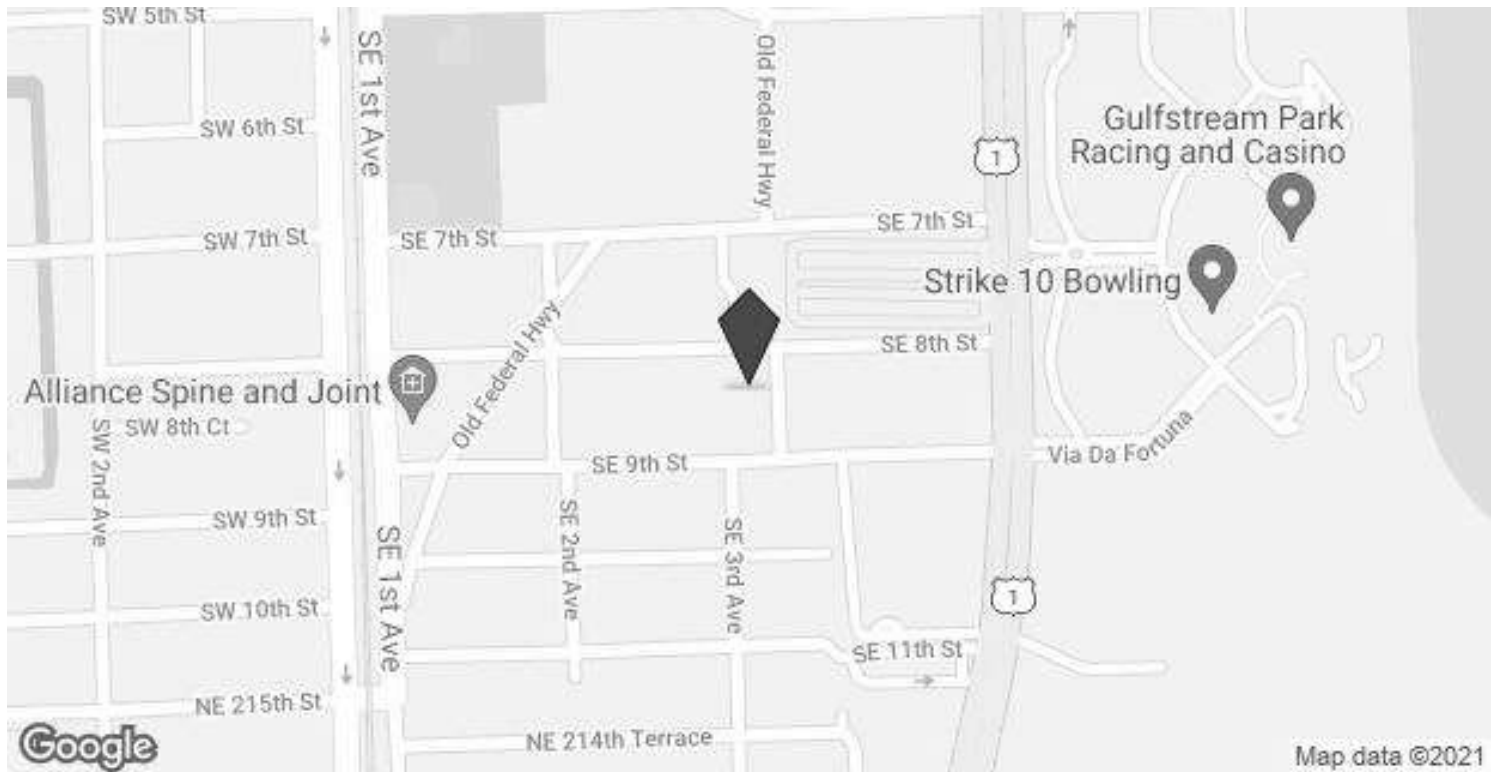 SW 5th St
SE 1st Ave
Old Federal Hwy
SW 6th St
1
Gulfstream Park
Racing and Casino
SW 7th St
SE 7th St
SE 7th St
Strike 10 Bowling
Old Federal Hwy
SE 8th St
Alliance Spine and Joint
SW 8th Ct
SW 2nd Ave
SE 9th St
Via Da Fortuna
SW 9th St
SE 1st Ave
SE 2nd Ave
SE 3rd Ave
SW 10th St
1
SE 11th St
NE 215th St
NE 214th Terrace
Google
Map data ©2021